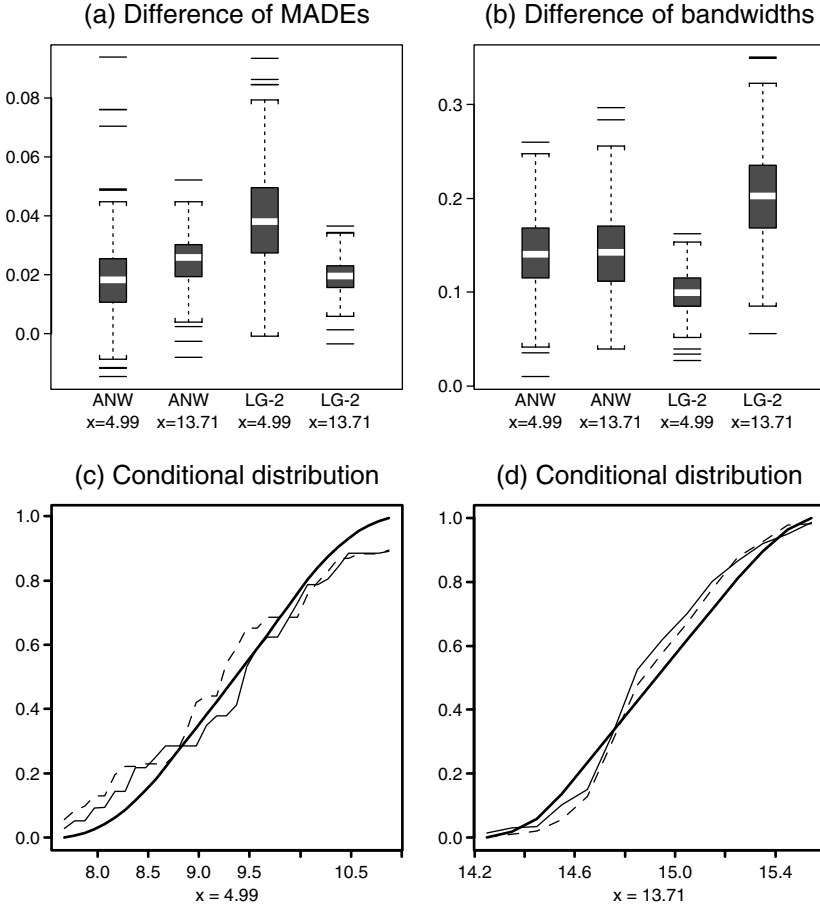 (a) Difference of MADEs
0.08
0.06
0.04
0.02
0.0
ANW ANW LG-2 LG-2
x=4.99 x=13.71 x=4.99 x=13.71
(b) Difference of bandwidths
0.3
0.2
0.1
0.0
ANW ANW LG-2 LG-2
x=4.99 x=13.71 x=4.99 x=13.71
(c) Conditional distribution
1.0
0.8
0.6
0.4
0.2
0.0
8.0 8.5 9.0 9.5 10.5
x = 4.99
(d) Conditional distribution
1.0
0.8
0.6
0.4
0.2
0.0
14.2 14.6 15.0 15.4
x = 13.71